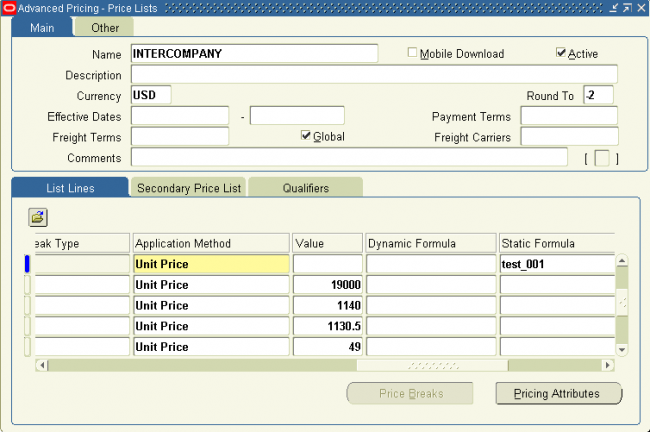 Advanced Pricing - Price Lists
Main Other
Name INTERCOMPANY Mobile Download Active
Description
Currency USD Round To -2
Effective Dates - Payment Terms
Freight Terms Global Freight Carriers
Comments [ ]
List Lines Secondary Price List Qualifiers
eak Type Application Method Value Dynamic Formula Static Formula
Unit Price test_001
Unit Price 19000
Unit Price 1140
Unit Price 1130.5
Unit Price 49
Price Breaks Pricing Attributes